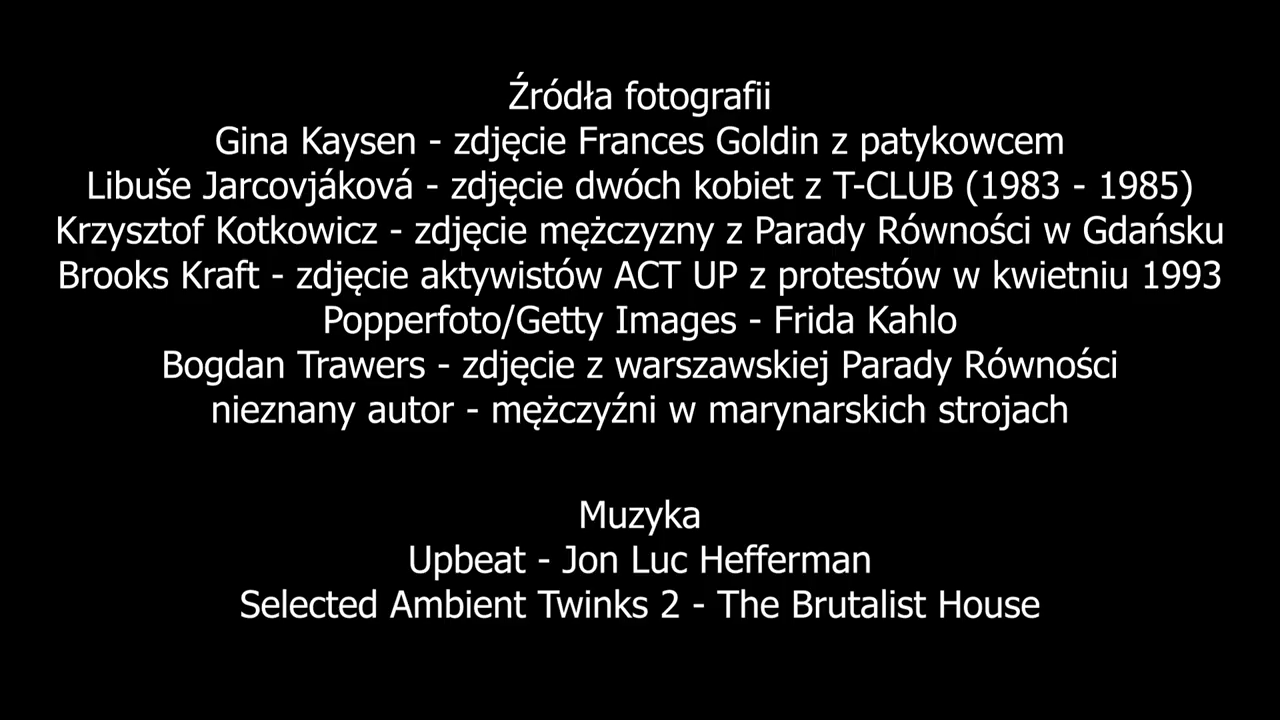 Źródła fotografii
Gina Kaysen - zdjęcie Frances Goldin z patykowcem
Libuše Jarcovjáková - zdjęcie dwóch kobiet z T-CLUB (1983 - 1985)
Krzysztof Kotkowicz - zdjęcie mężczyzny z Parady Równości w Gdańsku
Brooks Kraft - zdjęcie aktywistów ACT UP z protestów w kwietniu 1993
Popperfoto/Getty Images - Frida Kahlo
Bogdan Trawers - zdjęcie z warszawskiej Parady Równości
nieznany autor - mężczyźni w marynarskich strojach
Muzyka
Upbeat - Jon Luc Hefferman
Selected Ambient Twinks 2 - The Brutalist House